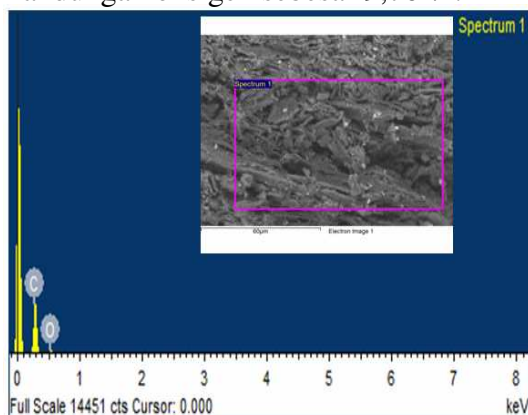 Spectrum 1
Spectrum 1
60µm Electron Image 1
C
O
0 1 2 3 4 5 6 7 8
Full Scale 14451 cts Cursor: 0.000 keV